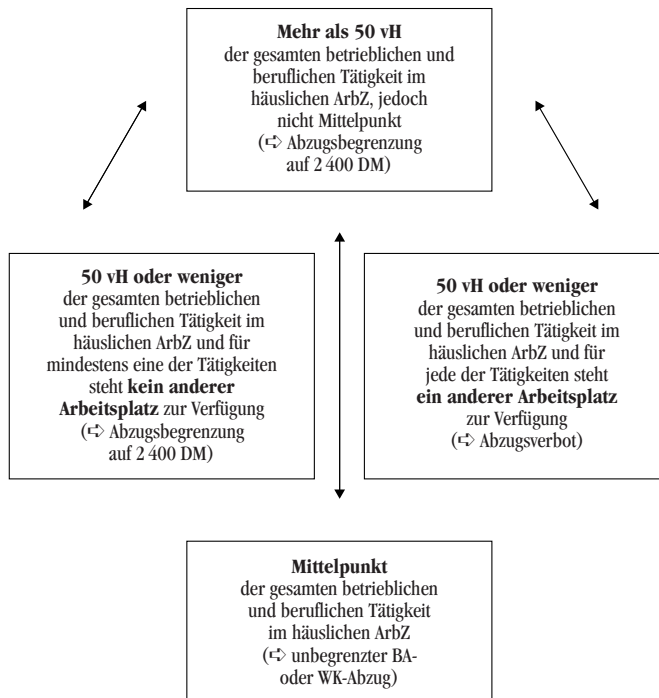 Mehr als 50 vH
der gesamten betrieblichen und
beruflichen Tätigkeit im
häuslichen ArbZ, jedoch
nicht Mittelpunkt
(➪ Abzugsbegrenzung
auf 2 400 DM)
50 vH oder weniger
der gesamten betrieblichen
und beruflichen Tätigkeit im
häuslichen ArbZ und für
mindestens eine der Tätigkeiten
steht kein anderer
Arbeitsplatz zur Verfügung
(➪ Abzugsbegrenzung
auf 2 400 DM)
50 vH oder weniger
der gesamten betrieblichen
und beruflichen Tätigkeit im
häuslichen ArbZ und für
jede der Tätigkeiten steht
ein anderer Arbeitsplatz
zur Verfügung
(➪ Abzugsverbot)
Mittelpunkt
der gesamten betrieblichen
und beruflichen Tätigkeit
im häuslichen ArbZ
(➪ unbegrenzter BA-
oder WK-Abzug)